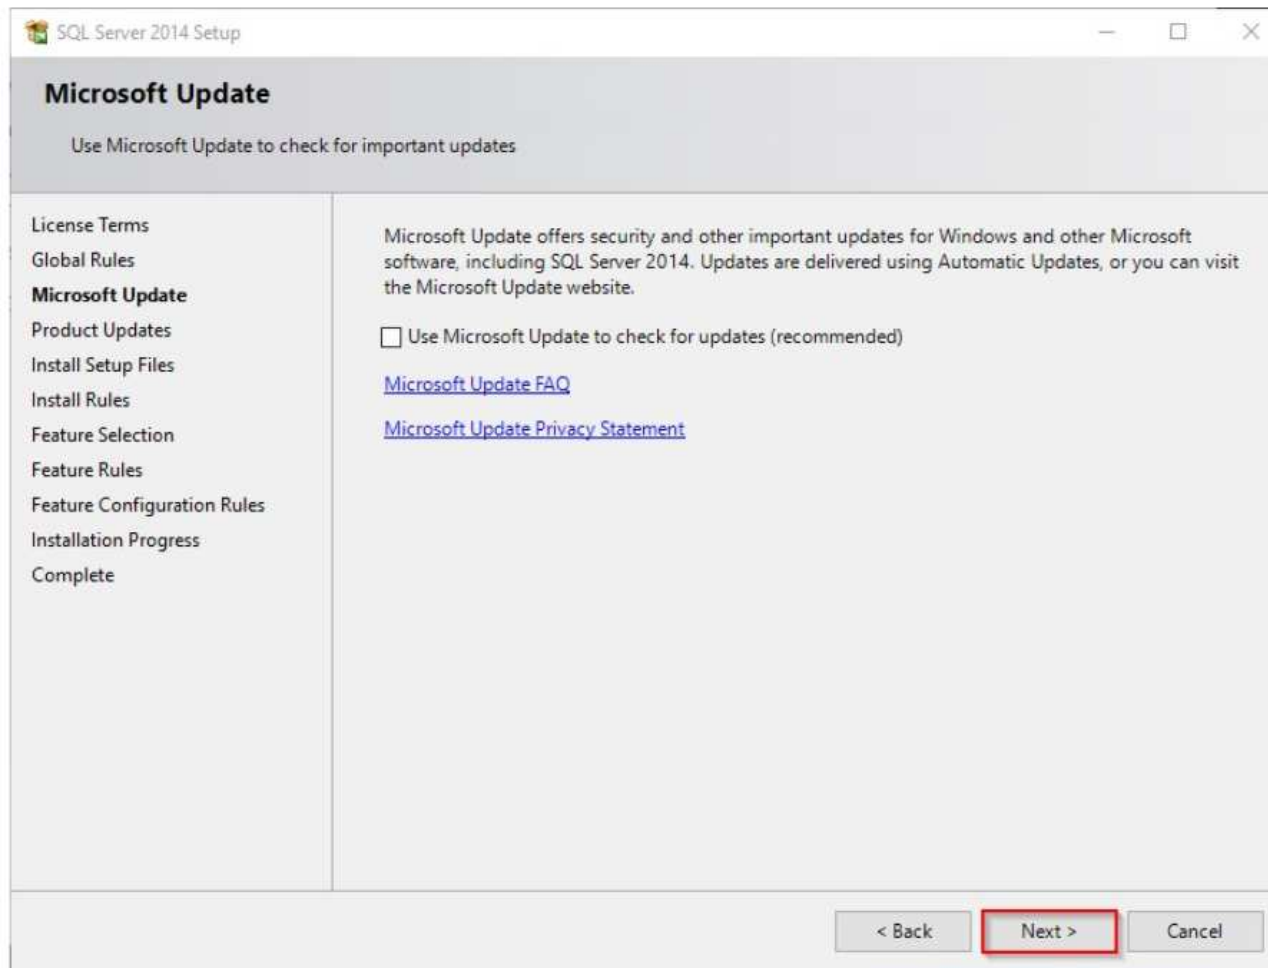 SQL Server 2014 Setup
Microsoft Update
Use Microsoft Update to check for important updates
License Terms
Global Rules
Microsoft Update
Product Updates
Install Setup Files
Install Rules
Feature Selection
Feature Rules
Feature Configuration Rules
Installation Progress
Complete
Microsoft Update offers security and other important updates for Windows and other Microsoft
software, including SQL Server 2014. Updates are delivered using Automatic Updates, or you can visit
the Microsoft Update website.
Use Microsoft Update to check for updates (recommended)
Microsoft Update FAQ
Microsoft Update Privacy Statement
< Back
Next >
Cancel